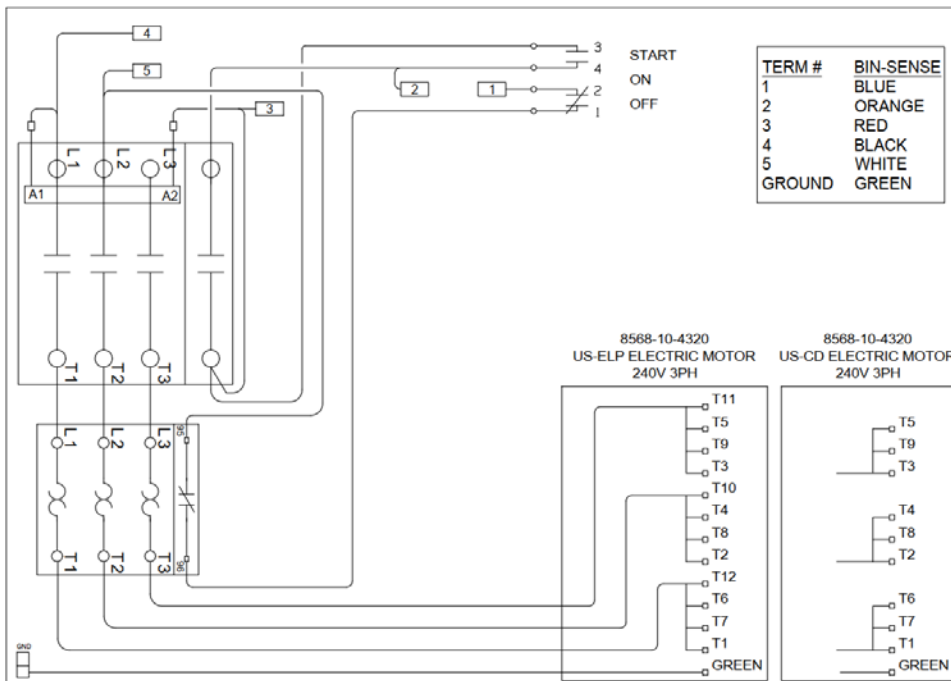 4
5
3
2
1
3
4
2
1
START
ON
OFF
TERM # BIN-SENSE
1 BLUE
2 ORANGE
3 RED
4 BLACK
5 WHITE
GROUND GREEN
L1
L2
L3
A1
A2
T1
T2
T3
L1
L2
L3
95
96
T1
T2
T3
GND
8568-10-4320
US-ELP ELECTRIC MOTOR
240V 3PH
T11
T5
T9
T3
T10
T4
T8
T2
T12
T6
T7
T1
GREEN
8568-10-4320
US-CD ELECTRIC MOTOR
240V 3PH
T5
T9
T3
T4
T8
T2
T6
T7
T1
GREEN